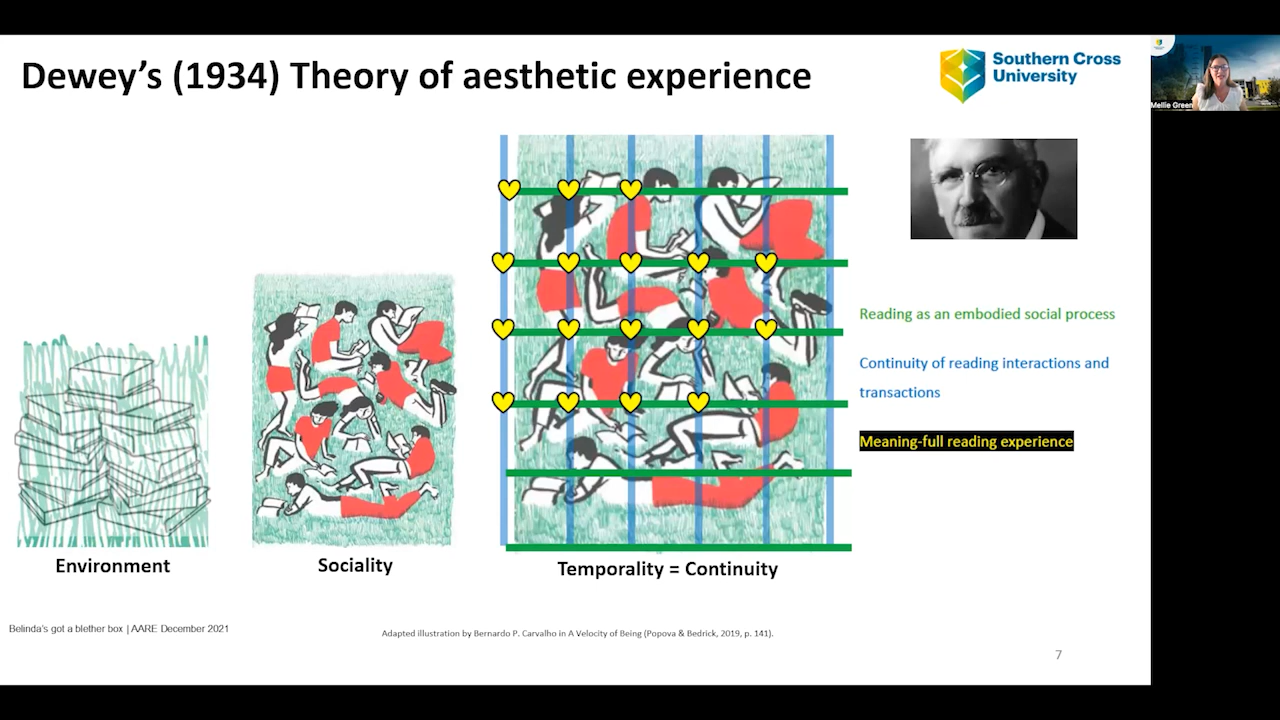 Dewey's (1934) Theory of aesthetic experience
Southern Cross
University
Mellie Green
Reading as an embodied social process
Continuity of reading interactions and
transactions
Meaning-full reading experience
Environment
Sociality
Temporality = Continuity
Belinda's got a blether box | AARE December 2021
Adapted illustration by Bernardo P. Carvalho in A Velocity of Being (Popova & Bedrick, 2019, p. 141).
7